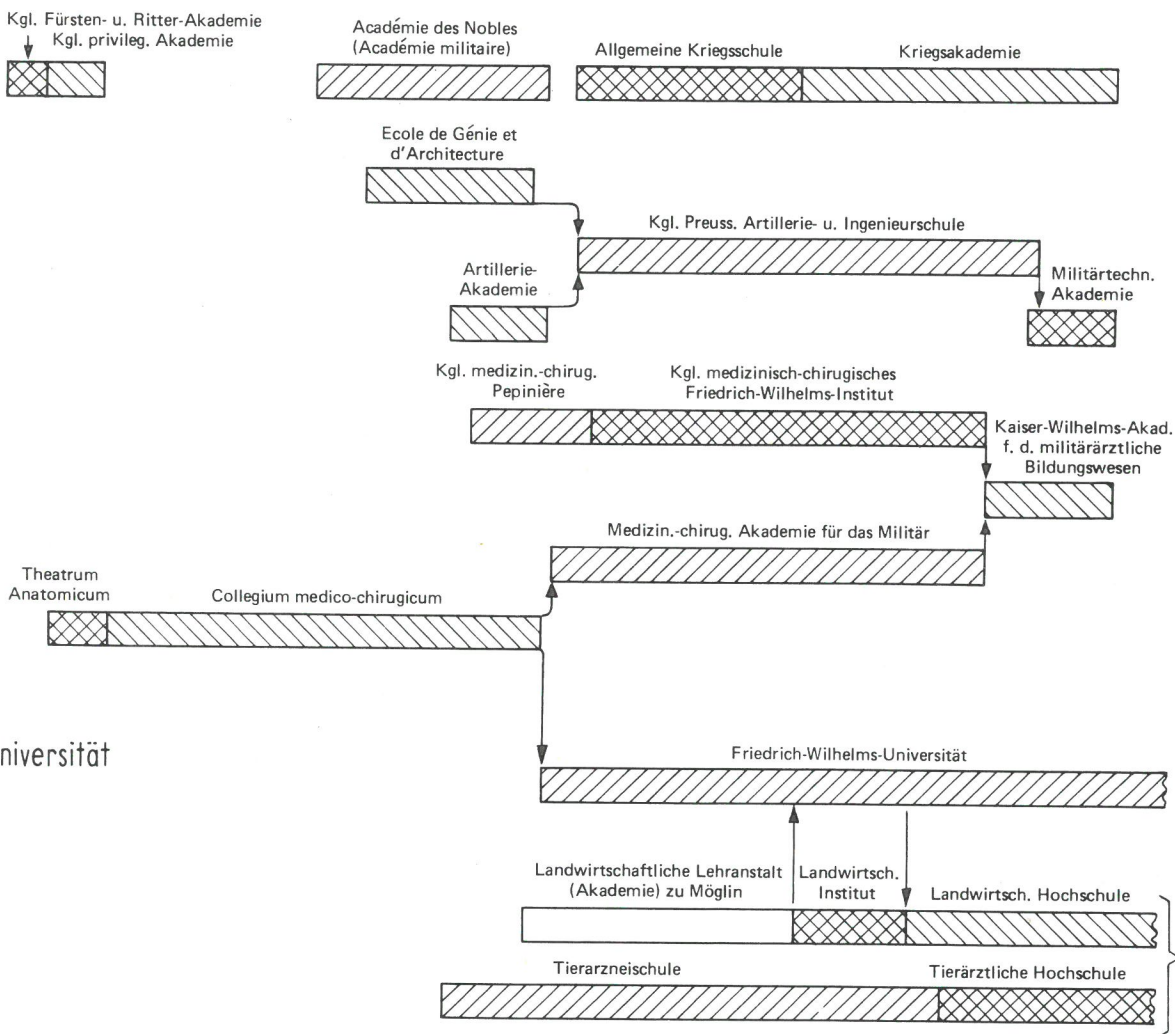 Kgl. Fürsten- u. Ritter-Akademie
Kgl. privileg. Akademie
Académie des Nobles
(Académie militaire)
Allgemeine Kriegsschule
Kriegsakademie
Ecole de Génie et
d'Architecture
Kgl. Preuss. Artillerie- u. Ingenieurschule
Artillerie-
Akademie
Militärtechn.
Akademie
Kgl. medizin.-chirug.
Pepinière
Kgl. medizinisch-chirugisches
Friedrich-Wilhelms-Institut
Kaiser-Wilhelms-Akad.
f. d. militärärztliche
Bildungswesen
Medizin.-chirug. Akademie für das Militär
Theatrum
Anatomicum
Collegium medico-chirugicum
niversität
Friedrich-Wilhelms-Universität
Landwirtschaftliche Lehranstalt
(Akademie) zu Möglin
Landwirtsch.
Institut
Landwirtsch. Hochschule
Tierarzneischule
Tierärztliche Hochschule